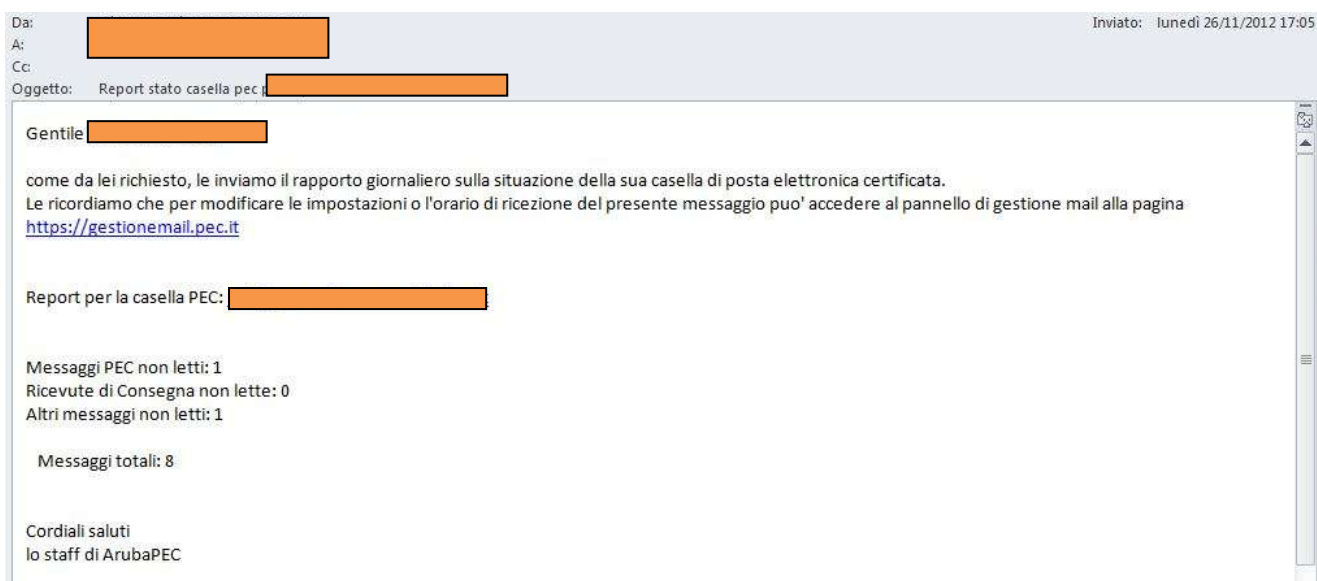 Da:
Inviato: lunedì 26/11/2012 17:05
A:
Cc:
Oggetto: Report stato casella pec
Gentile
come da lei richiesto, le inviamo il rapporto giornaliero sulla situazione della sua casella di posta elettronica certificata.
Le ricordiamo che per modificare le impostazioni o l'orario di ricezione del presente messaggio puo' accedere al pannello di gestione mail alla pagina
https://gestionemail.pec.it
Report per la casella PEC:
Messaggi PEC non letti: 1
Ricevute di Consegna non lette: 0
Altri messaggi non letti: 1
Messaggi totali: 8
Cordiali saluti
lo staff di ArubaPEC